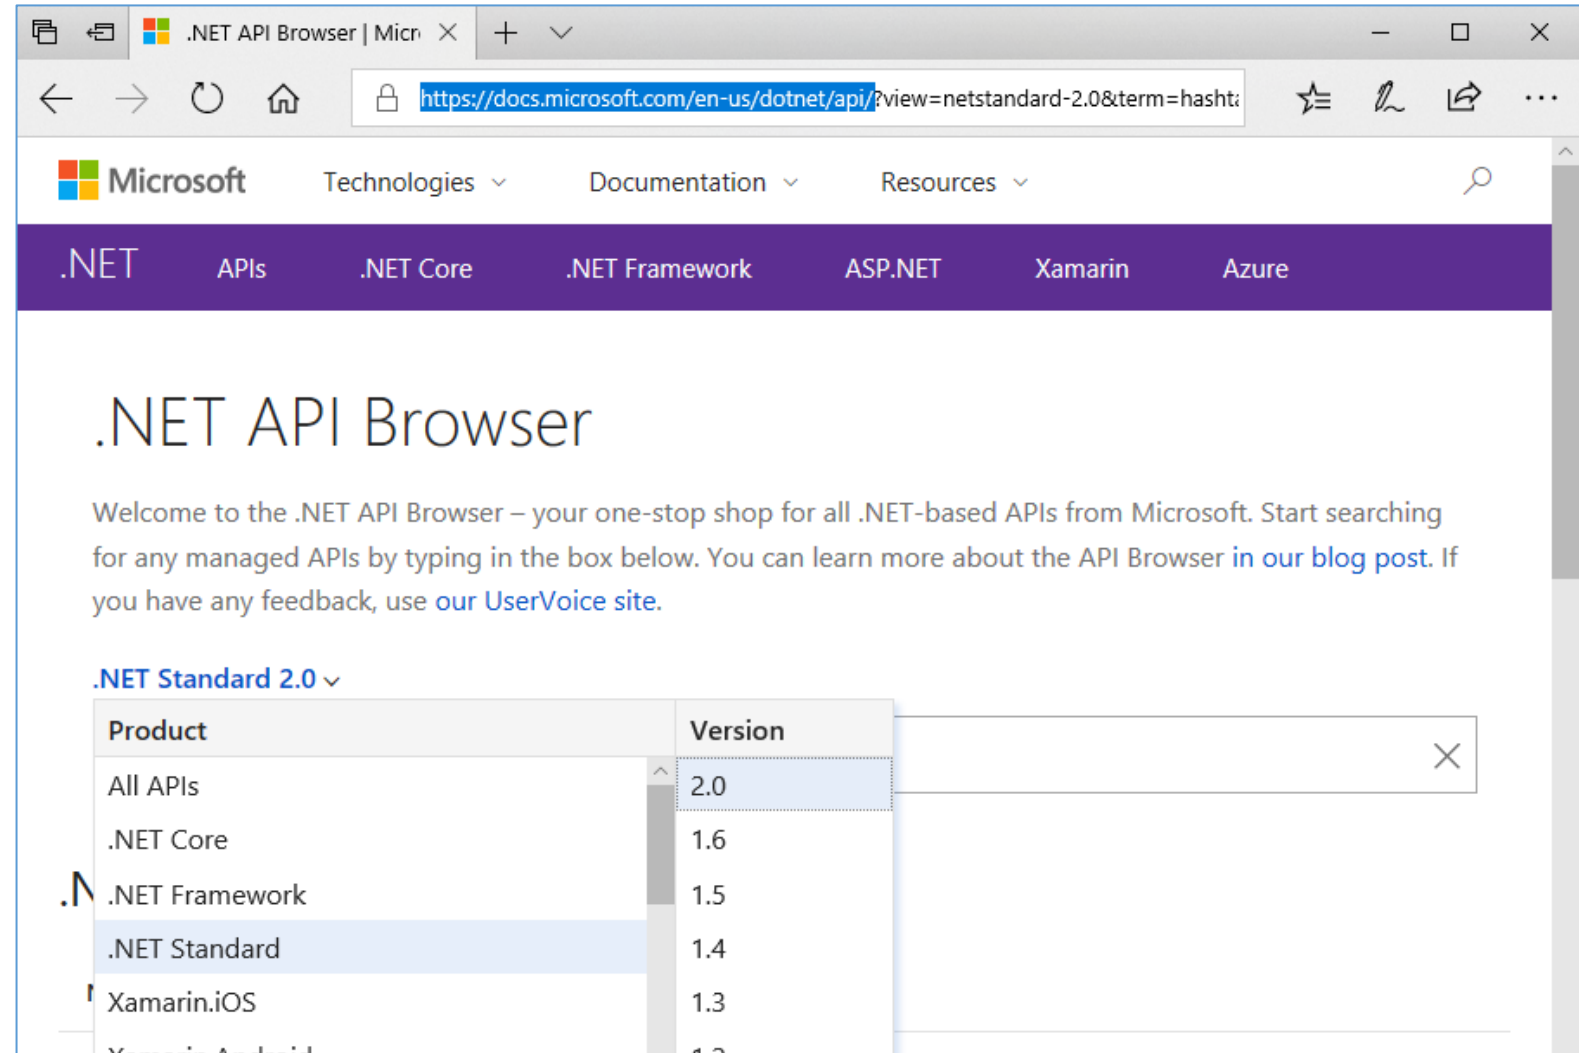 .NET API Browser | Micr
https://docs.microsoft.com/en-us/dotnet/api/?view=netstandard-2.0&term=hasht
Microsoft Technologies Documentation Resources
.NET APIs .NET Core .NET Framework ASP.NET Xamarin Azure
.NET API Browser
Welcome to the .NET API Browser – your one-stop shop for all .NET-based APIs from Microsoft. Start searching
for any managed APIs by typing in the box below. You can learn more about the API Browser in our blog post. If
you have any feedback, use our UserVoice site.
.NET Standard 2.0
Product Version
All APIs 2.0
.NET Core 1.6
.N .NET Framework 1.5
.NET Standard 1.4
Xamarin.iOS 1.3
Xamarin.Android 1.2